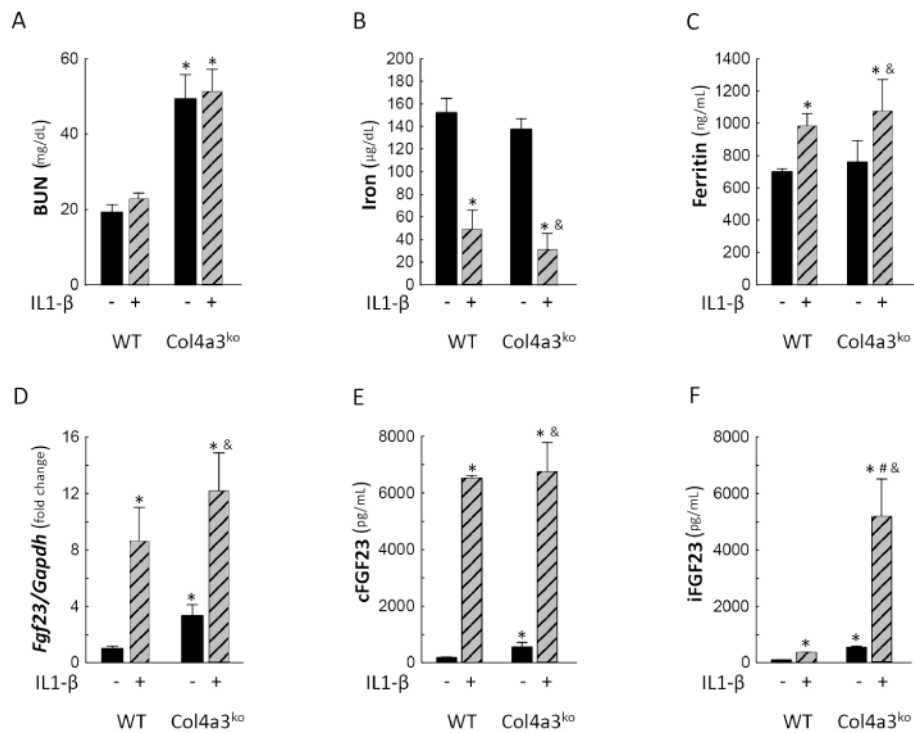 A
BUN (mg/dL)
60
40
20
0
* *
IL1-β - + - +
WT Col4a3ko
B
Iron (µg/dL)
200
180
160
140
120
100
80
60
40
20
0
*
* &
IL1-β - + - +
WT Col4a3ko
C
Ferritin (ng/mL)
1400
1200
1000
800
600
400
200
0
*
* &
IL1-β - + - +
WT Col4a3ko
D
Fgf23/Gapdh (fold change)
16
12
8
4
0
*
*
* &
IL1-β - + - +
WT Col4a3ko
E
cFGF23 (pg/mL)
8000
6000
4000
2000
0
*
*
* &
IL1-β - + - +
WT Col4a3ko
F
iFGF23 (pg/mL)
8000
6000
4000
2000
0
*
*
* # &
IL1-β - + - +
WT Col4a3ko